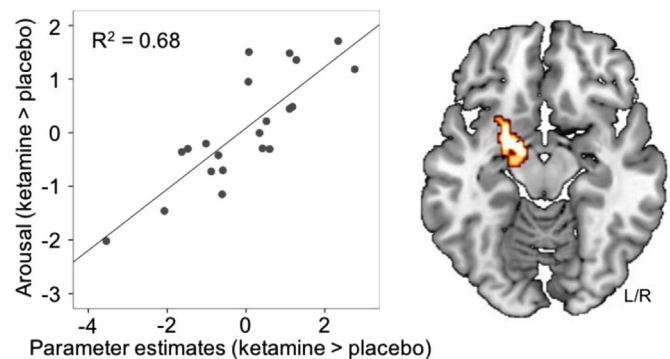 R² = 0.68
Arousal (ketamine > placebo)
2
1
0
-1
-2
-3
-4
-2
0
2
Parameter estimates (ketamine > placebo)
L/R